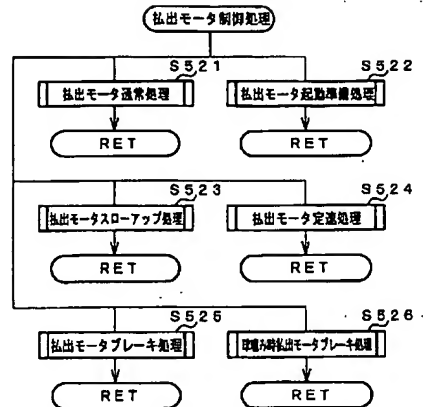 払出モータ制御処理
S521
払出モータ通常処理
RET
S522
払出モータ起動準備処理
RET
S523
払出モータスローアップ処理
RET
S524
払出モータ定速処理
RET
S525
払出モータブレーキ処理
RET
S526
球噛み時払出モータブレーキ処理
RET